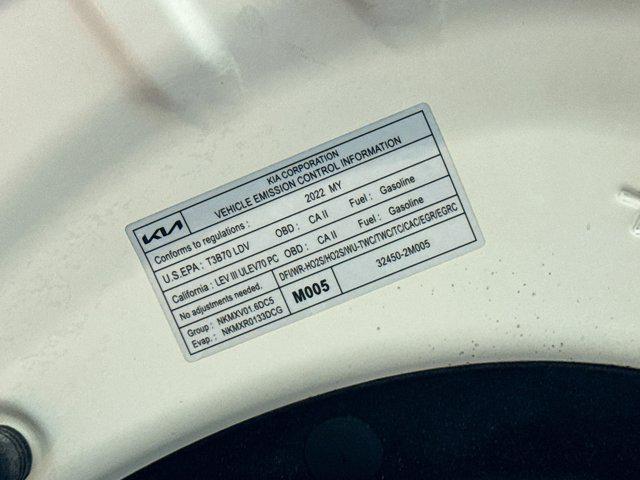 KIA
KIA CORPORATION
VEHICLE EMISSION CONTROL INFORMATION
Conforms to regulations : 2022 MY
U.S.EPA : T3B70 LDV OBD : CA II Fuel : Gasoline
California : LEV III ULEV70 PC OBD : CA II Fuel : Gasoline
No adjustments needed. DFI/WR-HO2S/HO2S/WU-TWC/TWC/TC/CAC/EGR/EGRC
Group : NKMXV01.6DC5 M005 32450-2M005
Evap. : NKMXR0133DCG